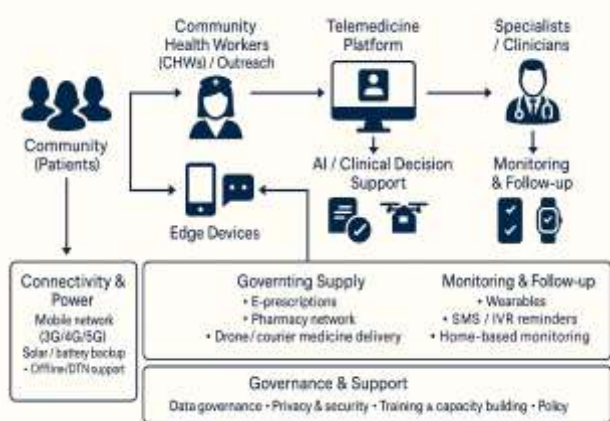 Community
Health Workers
(CHWs) / Outreach
Telemedicine
Platform
Specialists
/ Clinicians
Community
(Patients)
Edge Devices
AI / Clinical Decision
Support
Monitoring
& Follow-up
Connectivity &
Power
Mobile network
(3G/4G/5G)
Solar / battery backup
• Offline/DTN support
Governting Supply
• E-prescriptions
• Pharmacy network
• Drone/courier medicine delivery
Monitoring & Follow-up
• Wearables
• SMS / IVR reminders
• Home-based monitoring
Governance & Support
Data governance • Privacy & security • Training & capacity building • Policy